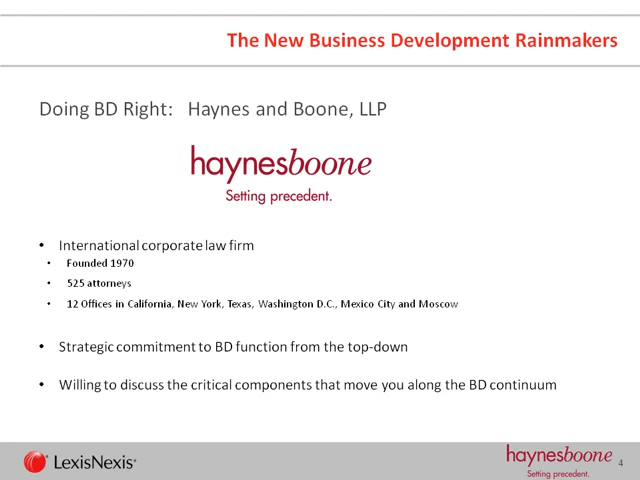 The New Business Development Rainmakers
Doing BD Right: Haynes and Boone, LLP
haynesboone
Setting precedent.
• International corporate law firm
• Founded 1970
• 525 attorneys
• 12 Offices in California, New York, Texas, Washington D.C., Mexico City and Moscow
• Strategic commitment to BD function from the top-down
• Willing to discuss the critical components that move you along the BD continuum
LexisNexis®
haynesboone
Setting precedent.
4